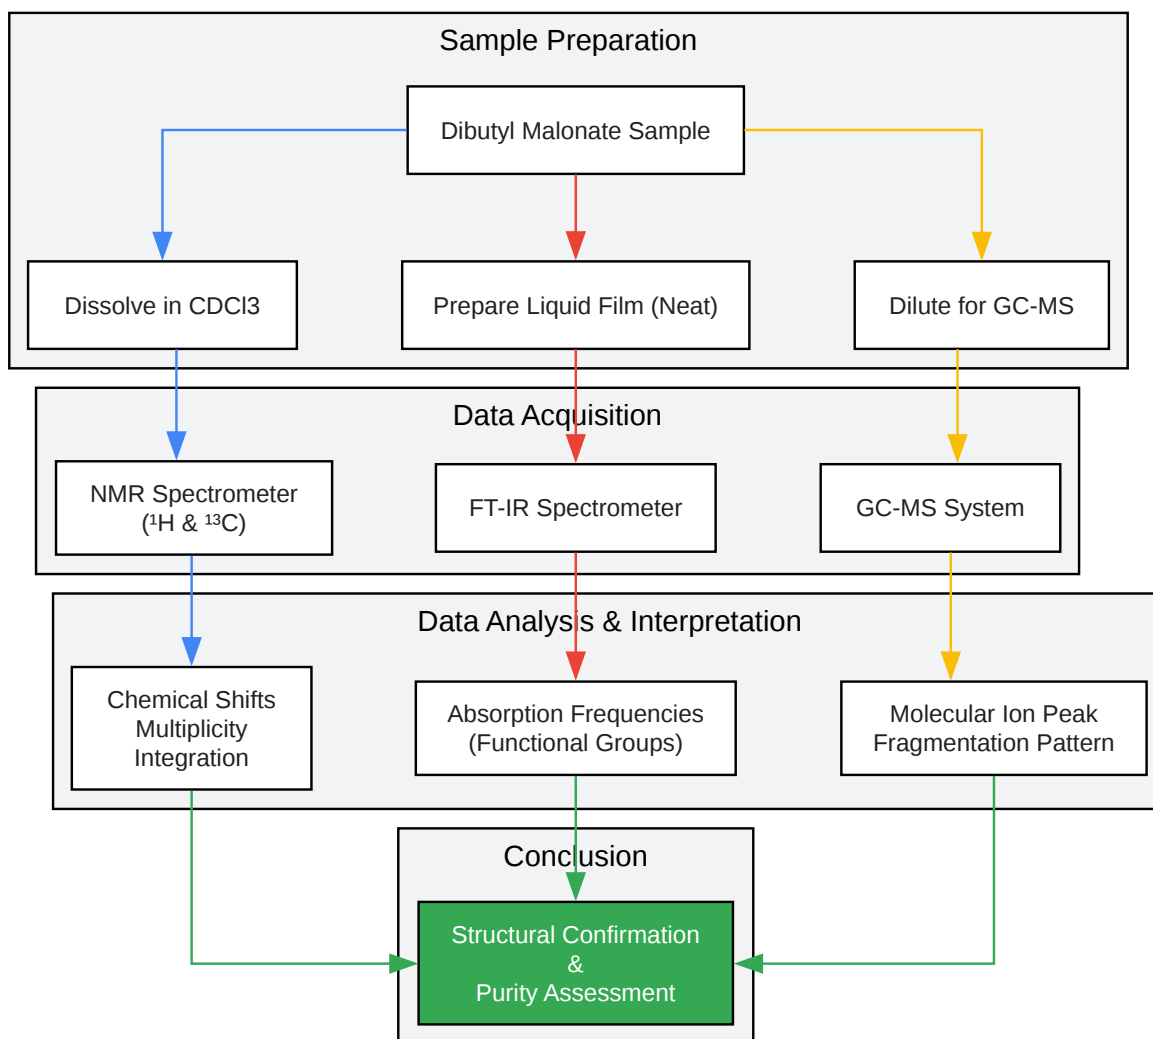 Sample Preparation
Dibutyl Malonate Sample
Dissolve in CDCl3
Prepare Liquid Film (Neat)
Dilute for GC-MS
Data Acquisition
NMR Spectrometer
(¹H & ¹³C)
FT-IR Spectrometer
GC-MS System
Data Analysis & Interpretation
Chemical Shifts
Multiplicity
Integration
Absorption Frequencies
(Functional Groups)
Molecular Ion Peak
Fragmentation Pattern
Conclusion
Structural Confirmation
&
Purity Assessment